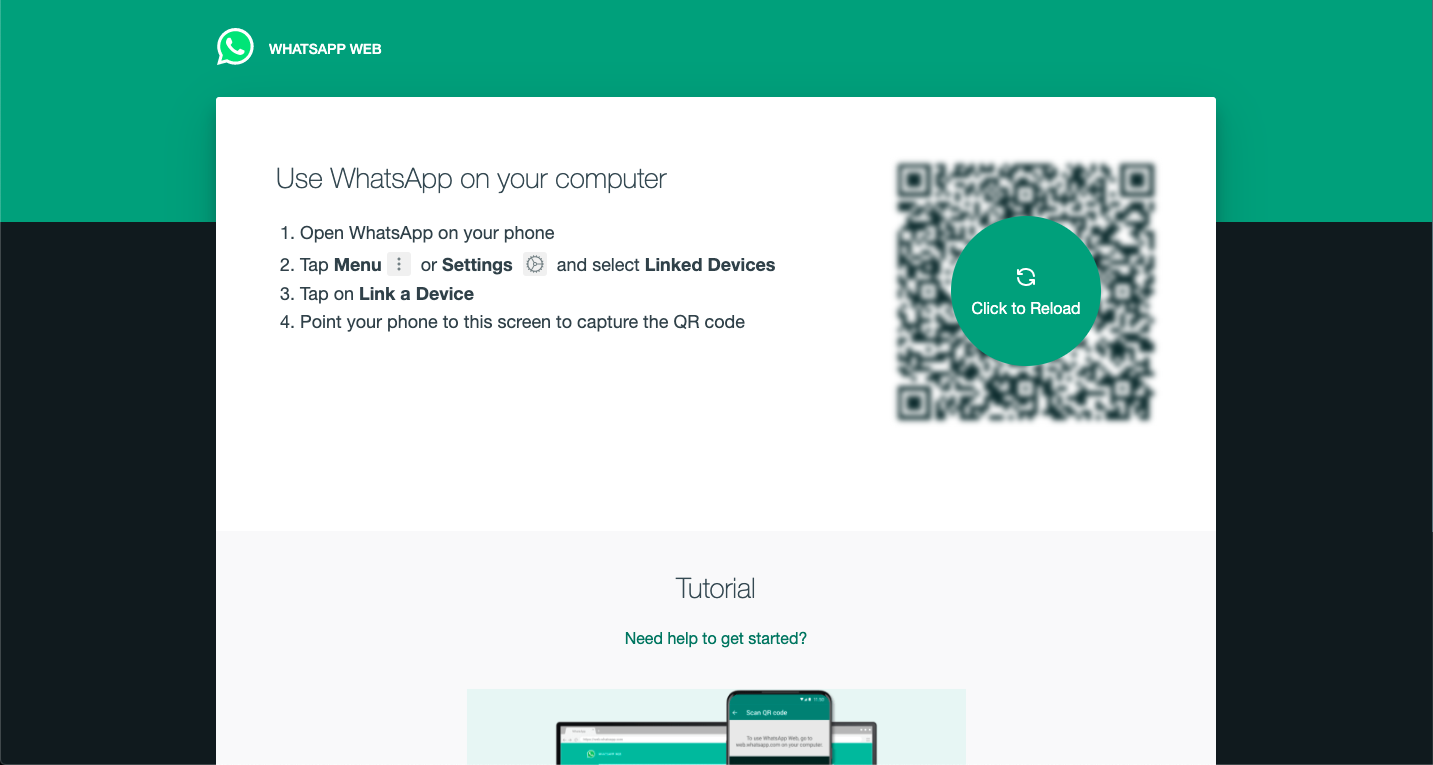 WHATSAPP WEB
Use WhatsApp on your computer
1. Open WhatsApp on your phone
2. Tap Menu or Settings and select Linked Devices
3. Tap on Link a Device
4. Point your phone to this screen to capture the QR code
Click to Reload
Tutorial
Need help to get started?
Scan QR code
To use WhatsApp Web, go to
web.whatsapp.com on your computer.
WHATSAPP WEB